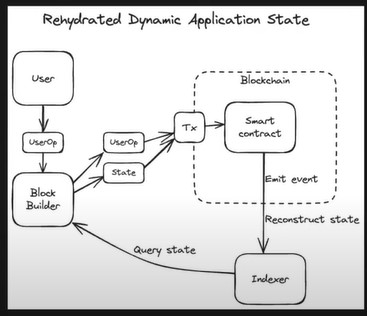 Rehydrated Dynamic Application State
User
UserOp
Block
Builder
UserOp
State
Tx
Blockchain
Smart
contract
Emit event
Reconstruct state
Query state
Indexer